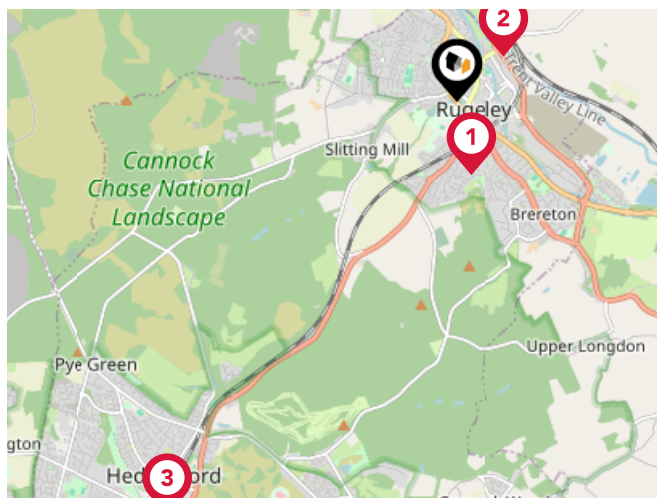 2
Trent Valley Line
Rugeley
1
Slitting Mill
Cannock
Chase National
Landscape
Brereton
Upper Longdon
Pye Green
3